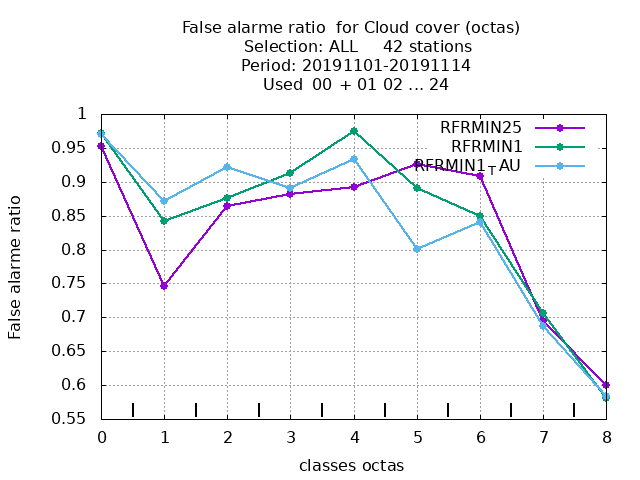 False alarme ratio  for Cloud cover (octas)
Selection: ALL     42 stations
Period: 20191101-20191114
Used  00 + 01 02 ... 24
RFRMIN25
RFRMIN1
RFRMIN1_TAU
False alarme ratio
1
0.95
0.9
0.85
0.8
0.75
0.7
0.65
0.6
0.55
0 1 2 3 4 5 6 7 8
classes octas